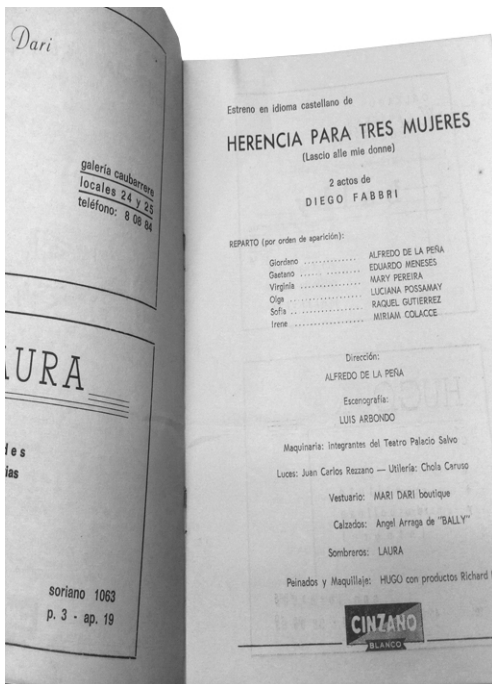 Dari
galería caubarrere
locales 24 y 25
teléfono: 8 08 84
AURA
soriano 1063
p. 3 - ap. 19
Estreno en idioma castellano de
HERENCIA PARA TRES MUJERES
(Lascio alle mie donne)
2 actos de
DIEGO FABBRI
REPARTO (por orden de aparición):
Giordano .............. ALFREDO DE LA PEÑA
Gaetano ...... ......... EDUARDO MENESES
Virginia ................. MARY PEREIRA
Olga ................... LUCIANA POSSAMAY
Sofía ................... RAQUEL GUTIERREZ
Irene ................... MIRIAM COLACCE
Dirección:
ALFREDO DE LA PEÑA
Escenografía:
LUIS ARBONDO
Maquinaria: integrantes del Teatro Palacio Salvo
Luces: Juan Carlos Rezzano — Utilería: Chola Caruso
Vestuario: MARI DARI boutique
Calzados: Angel Arraga de "BALLY"
Sombreros: LAURA
Peinados y Maquillaje: HUGO con productos Richard
CINZANO
BLANCO